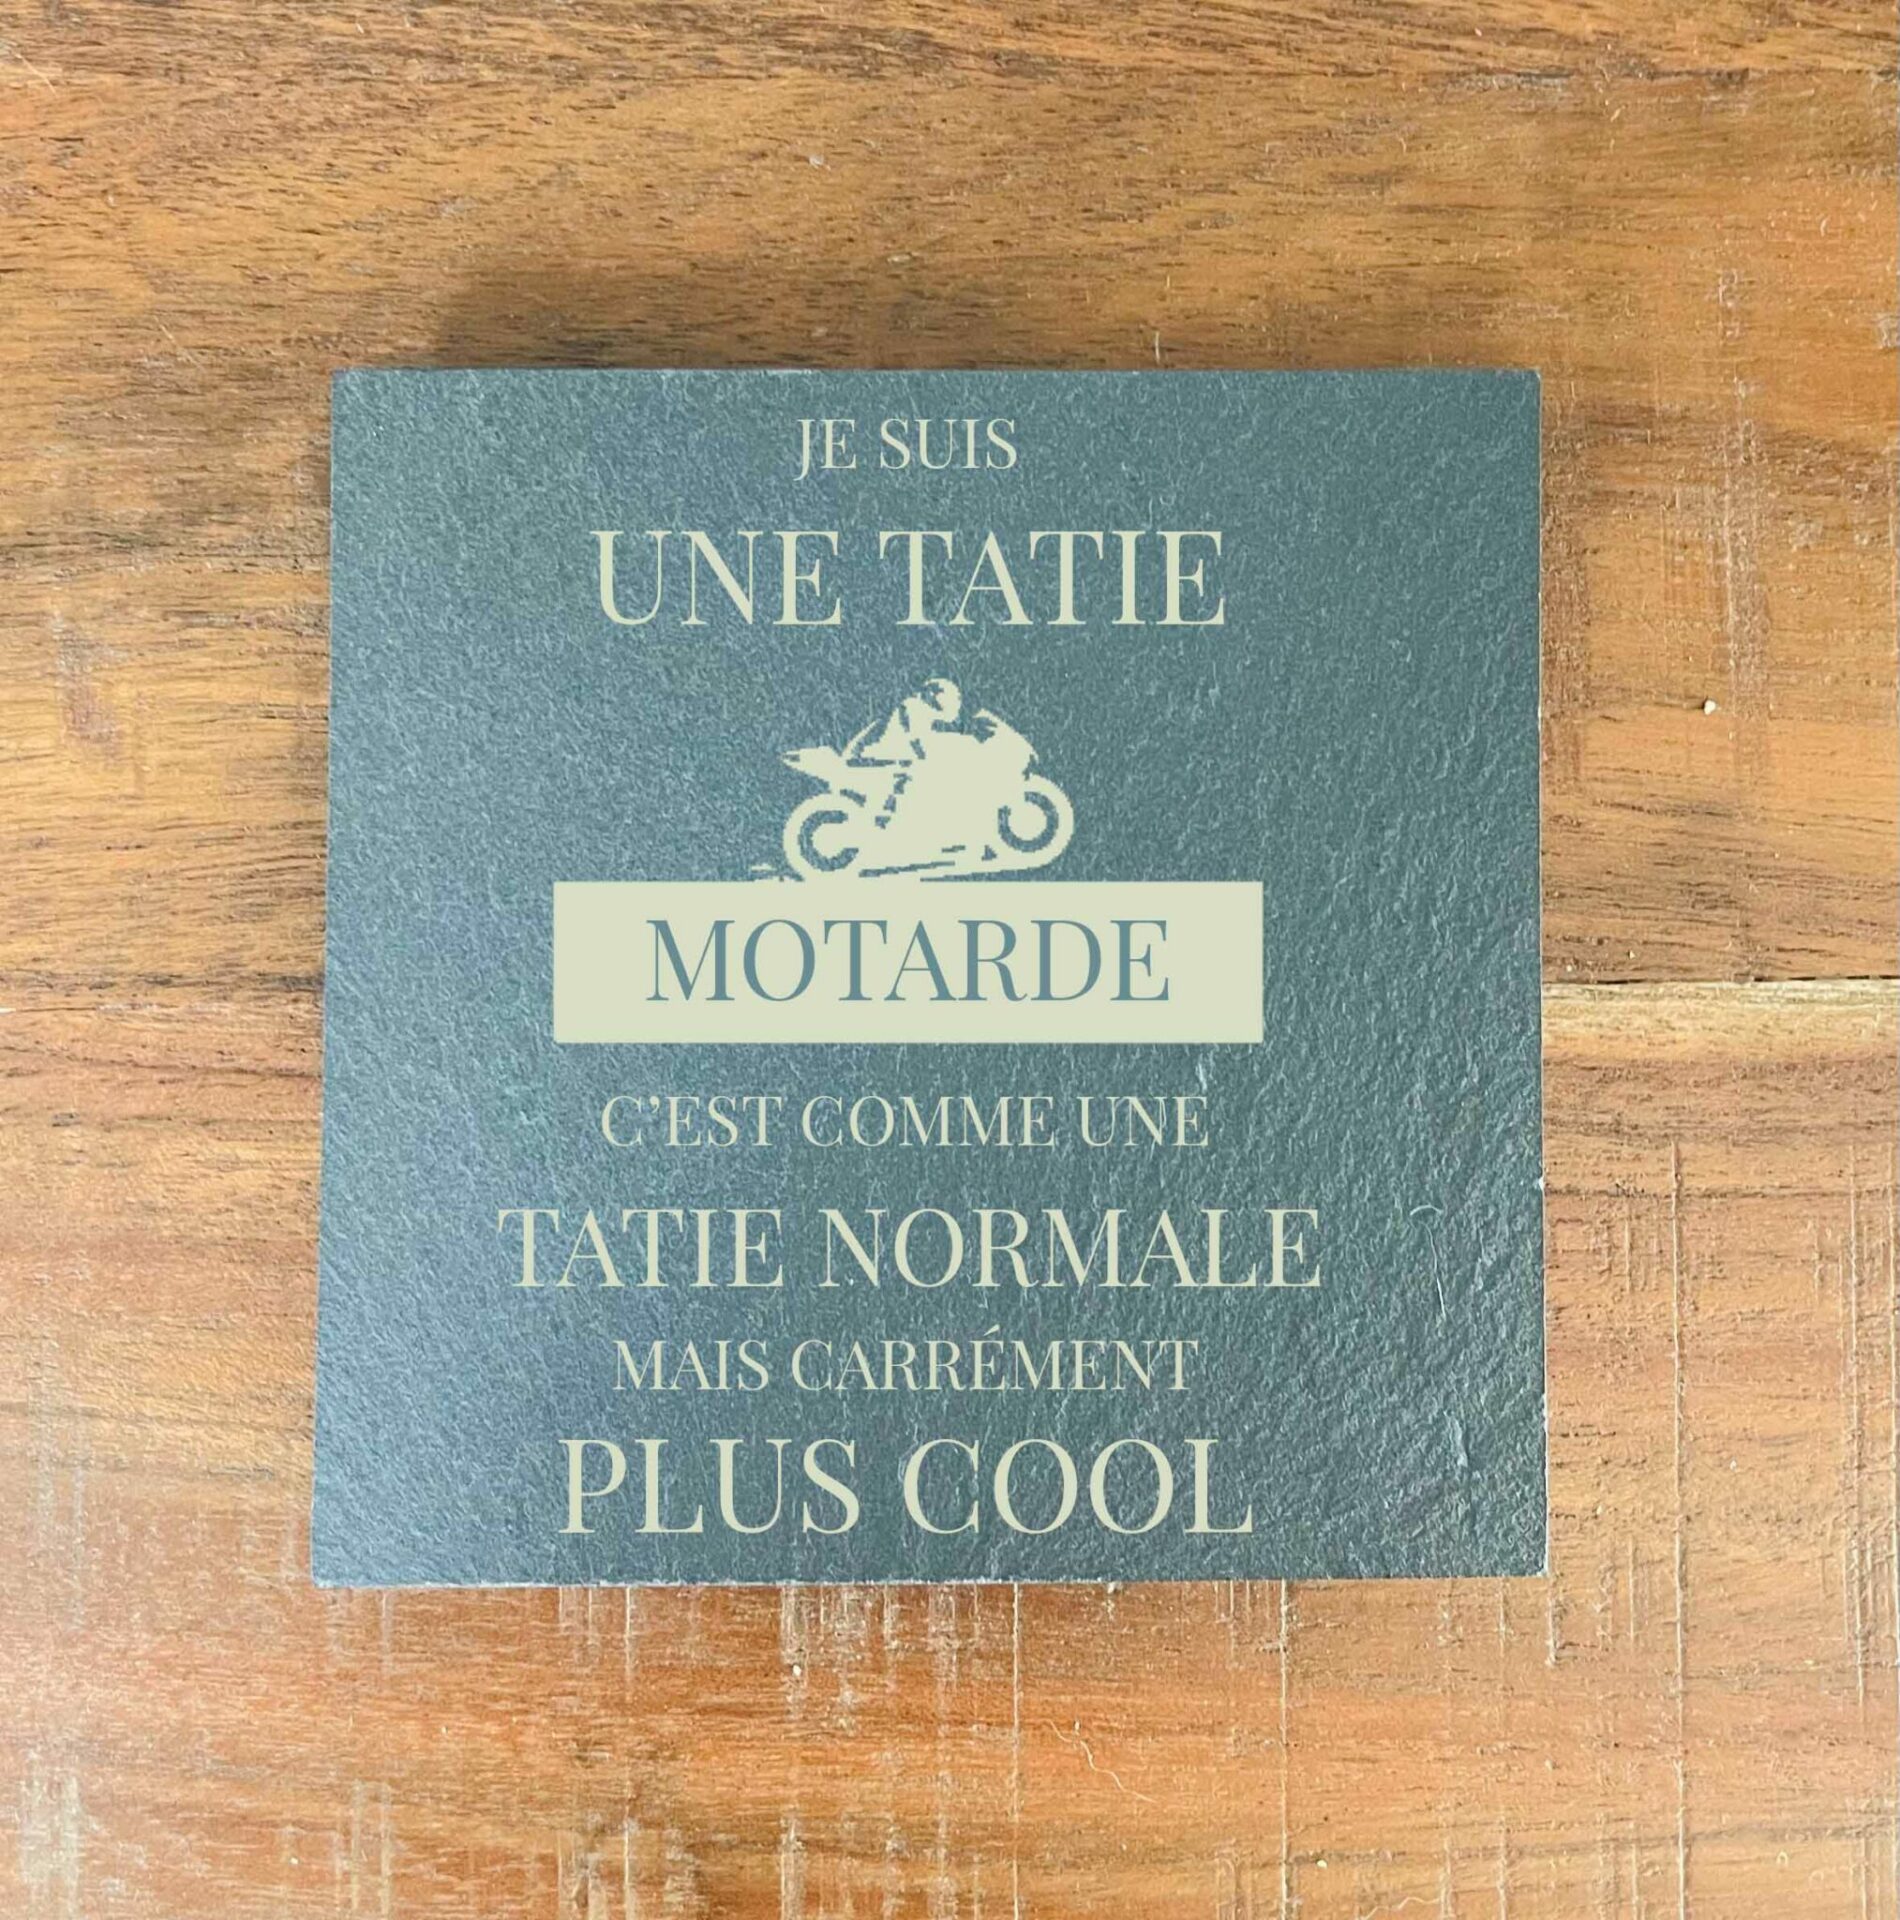 JE SUIS
UNE TATIE
MOTARDE
C'EST COMME UNE
TATIE NORMALE
MAIS CARRÉMENT
PLUS COOL